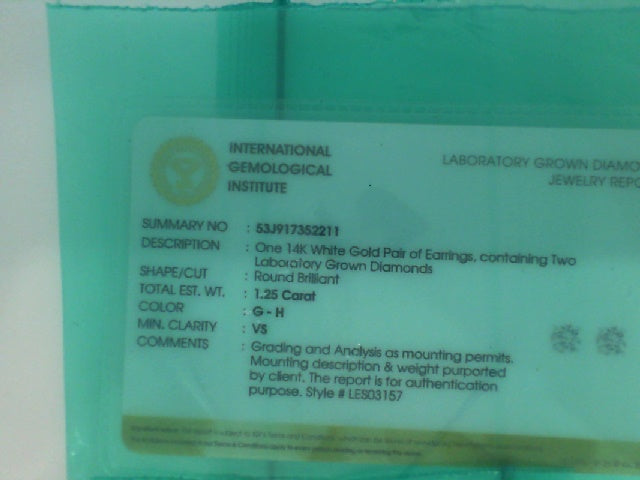 INTERNATIONAL
GEMOLOGICAL
INSTITUTE
LABORATORY GROWN DIAMO
JEWELRY REPO
SUMMARY NO : 53J917352211
DESCRIPTION : One 14K White Gold Pair of Earrings, containing Two
Laboratory Grown Diamonds
SHAPE/CUT : Round Brilliant
TOTAL EST. WT. : 1.25 Carat
COLOR : G - H
MIN. CLARITY : VS
COMMENTS : Grading and Analysis as mounting permits.
Mounting description & weight purported
by client. The report is for authentication
purpose. Style # LES03157